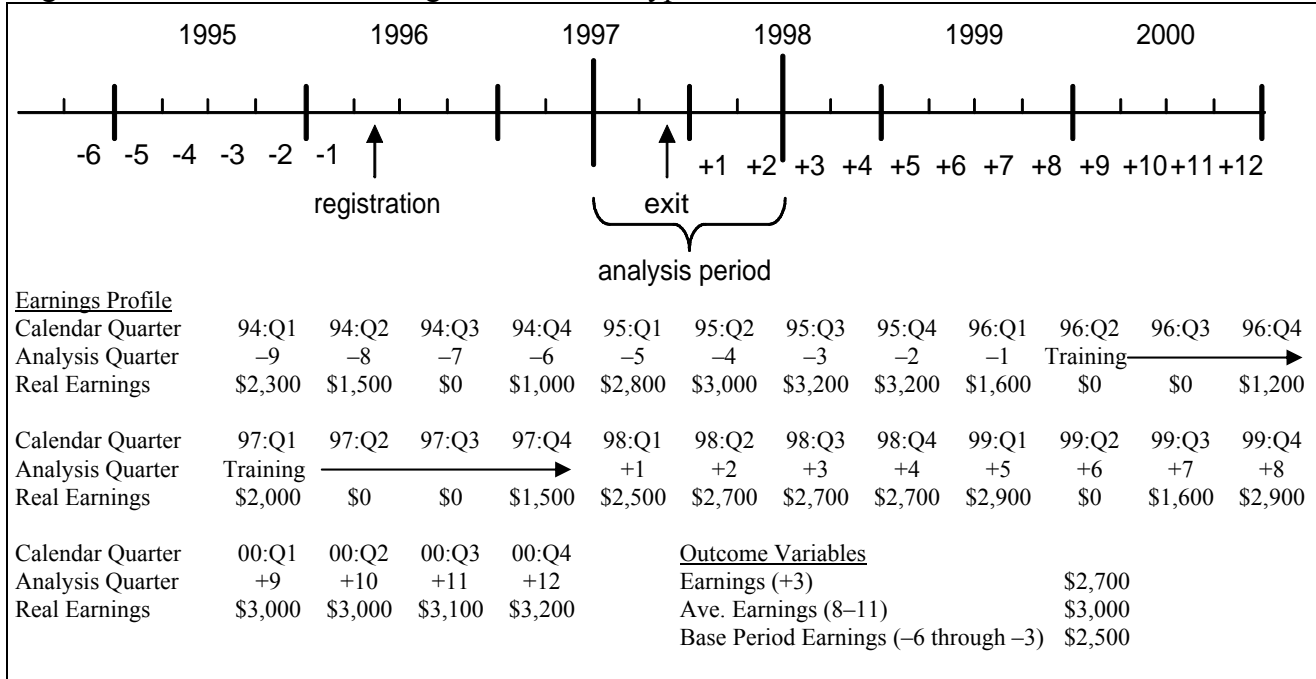 1995 1996 1997 1998 1999 2000
-6 -5 -4 -3 -2 -1 +1 +2 +3 +4 +5 +6 +7 +8 +9 +10 +11 +12
registration exit
analysis period
Earnings Profile
Calendar Quarter 94:Q1 94:Q2 94:Q3 94:Q4 95:Q1 95:Q2 95:Q3 95:Q4 96:Q1 96:Q2 96:Q3 96:Q4
Analysis Quarter –9 –8 –7 –6 –5 –4 –3 –2 –1 Training
Real Earnings $2,300 $1,500 $0 $1,000 $2,800 $3,000 $3,200 $3,200 $1,600 $0 $0 $1,200
Calendar Quarter 97:Q1 97:Q2 97:Q3 97:Q4 98:Q1 98:Q2 98:Q3 98:Q4 99:Q1 99:Q2 99:Q3 99:Q4
Analysis Quarter Training +1 +2 +3 +4 +5 +6 +7 +8
Real Earnings $2,000 $0 $0 $1,500 $2,500 $2,700 $2,700 $2,700 $2,900 $0 $1,600 $2,900
Calendar Quarter 00:Q1 00:Q2 00:Q3 00:Q4 Outcome Variables
Analysis Quarter +9 +10 +11 +12 Earnings (+3) $2,700
Real Earnings $3,000 $3,000 $3,100 $3,200 Ave. Earnings (8–11) $3,000
Base Period Earnings (–6 through –3) $2,500